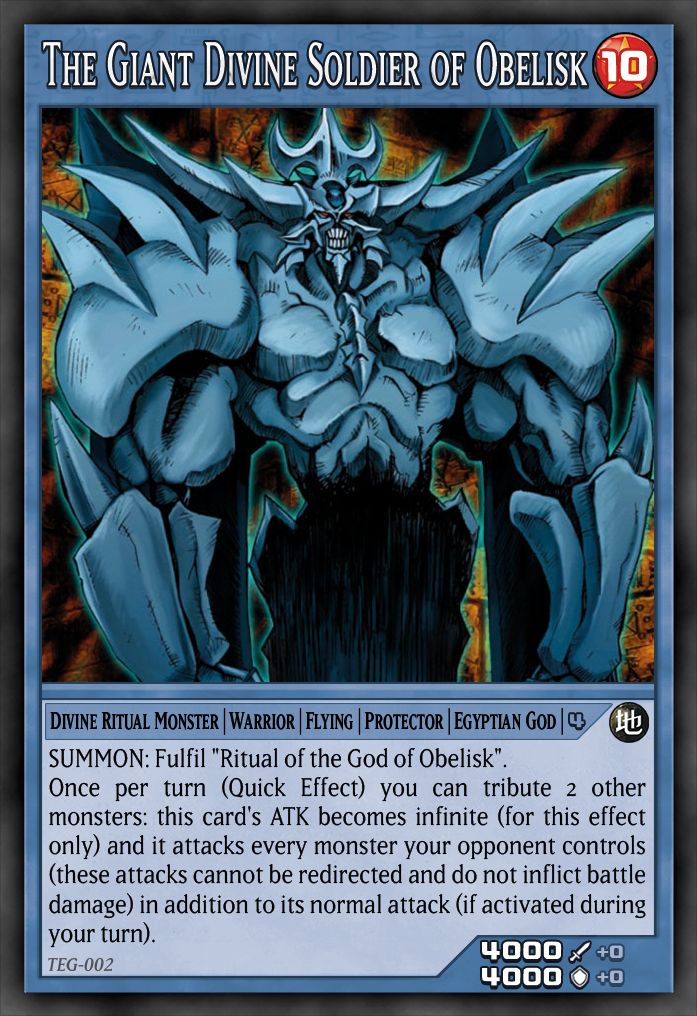 THE GIANT DIVINE SOLDIER OF OBELISK 10
DIVINE RITUAL MONSTER | WARRIOR | FLYING | PROTECTOR | EGYPTIAN GOD |
SUMMON: Fulfil "Ritual of the God of Obelisk".
Once per turn (Quick Effect) you can tribute 2 other
monsters: this card's ATK becomes infinite (for this effect
only) and it attacks every monster your opponent controls
(these attacks cannot be redirected and do not inflict battle
damage) in addition to its normal attack (if activated during
your turn).
4000 +0
TEG-002
4000 +0